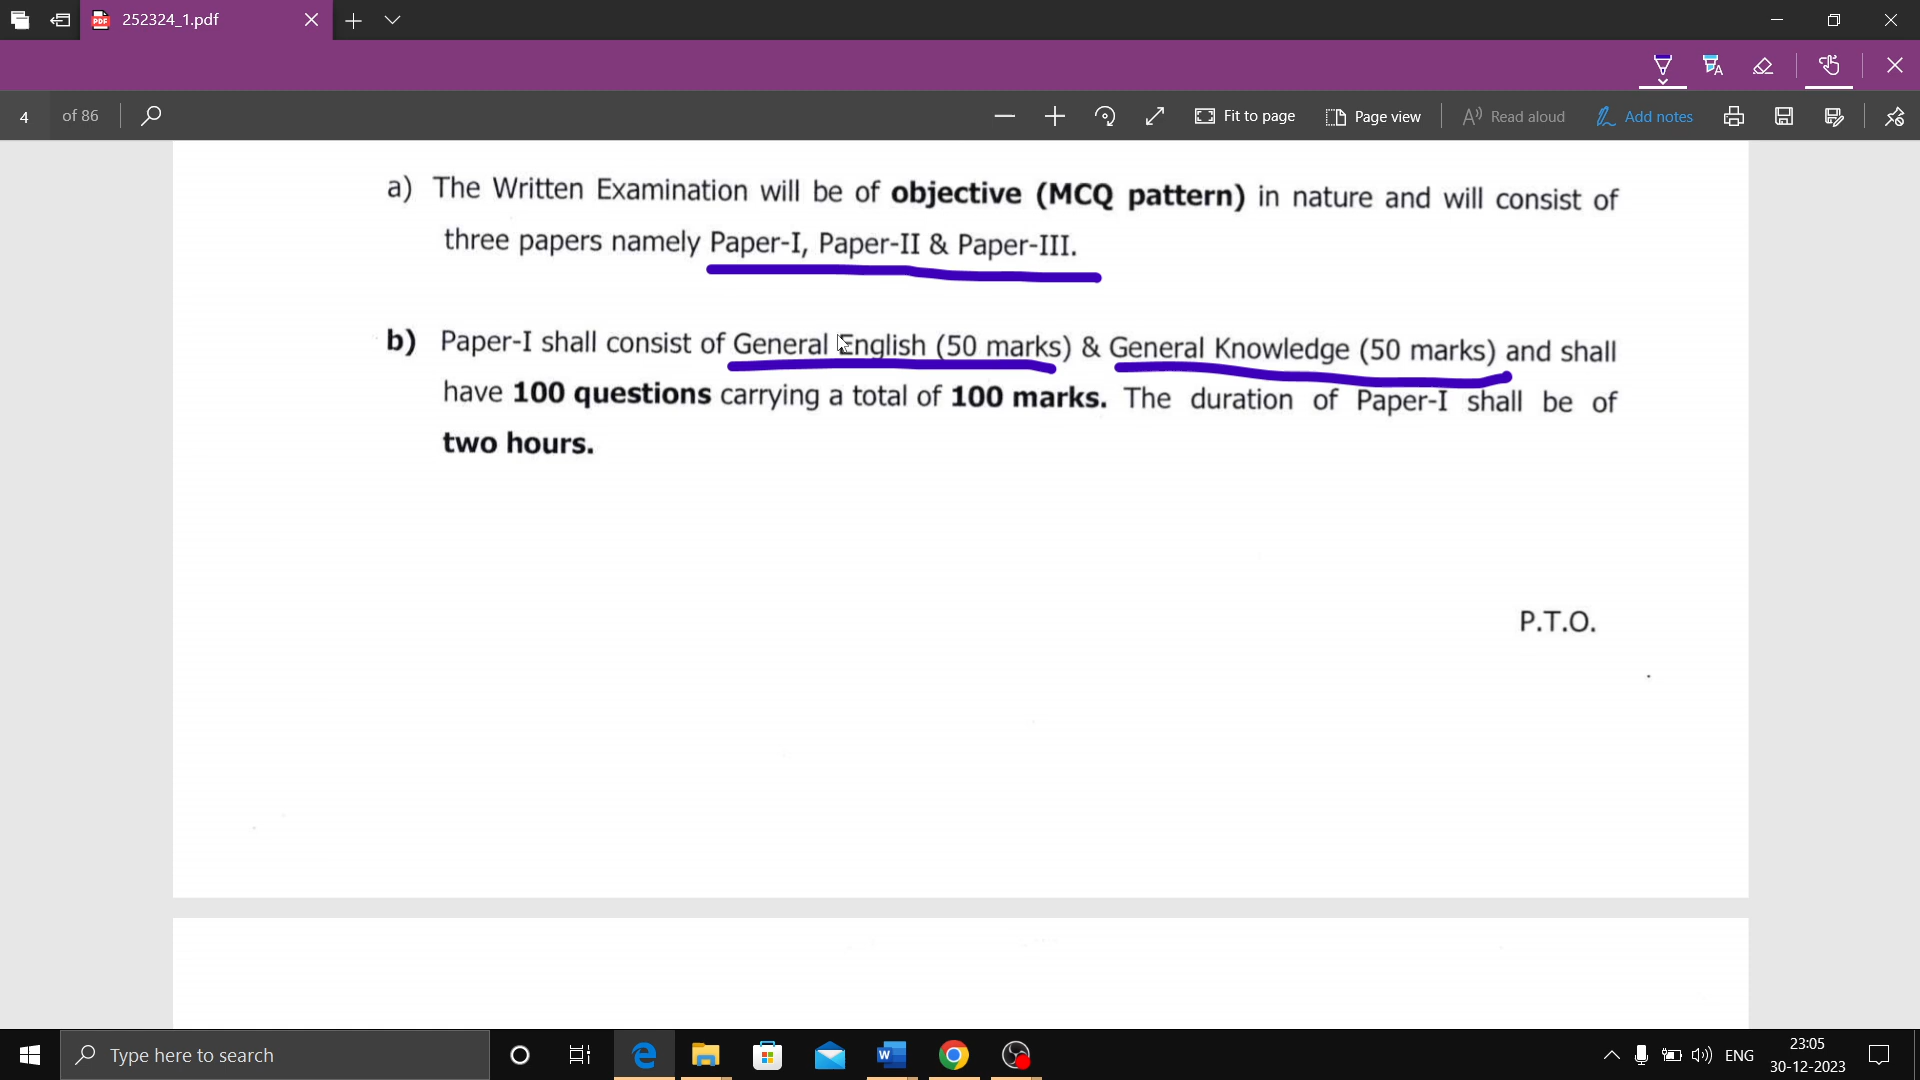 252324_1.pdf
4 of 86
Fit to page
Page view
Read aloud
Add notes
a) The Written Examination will be of objective (MCQ pattern) in nature and will consist of
three papers namely Paper-I, Paper-II & Paper-III.
b) Paper-I shall consist of General English (50 marks) & General Knowledge (50 marks) and shall
have 100 questions carrying a total of 100 marks. The duration of Paper-I shall be of
two hours.
P.T.O.
Type here to search
ENG
23:05
30-12-2023